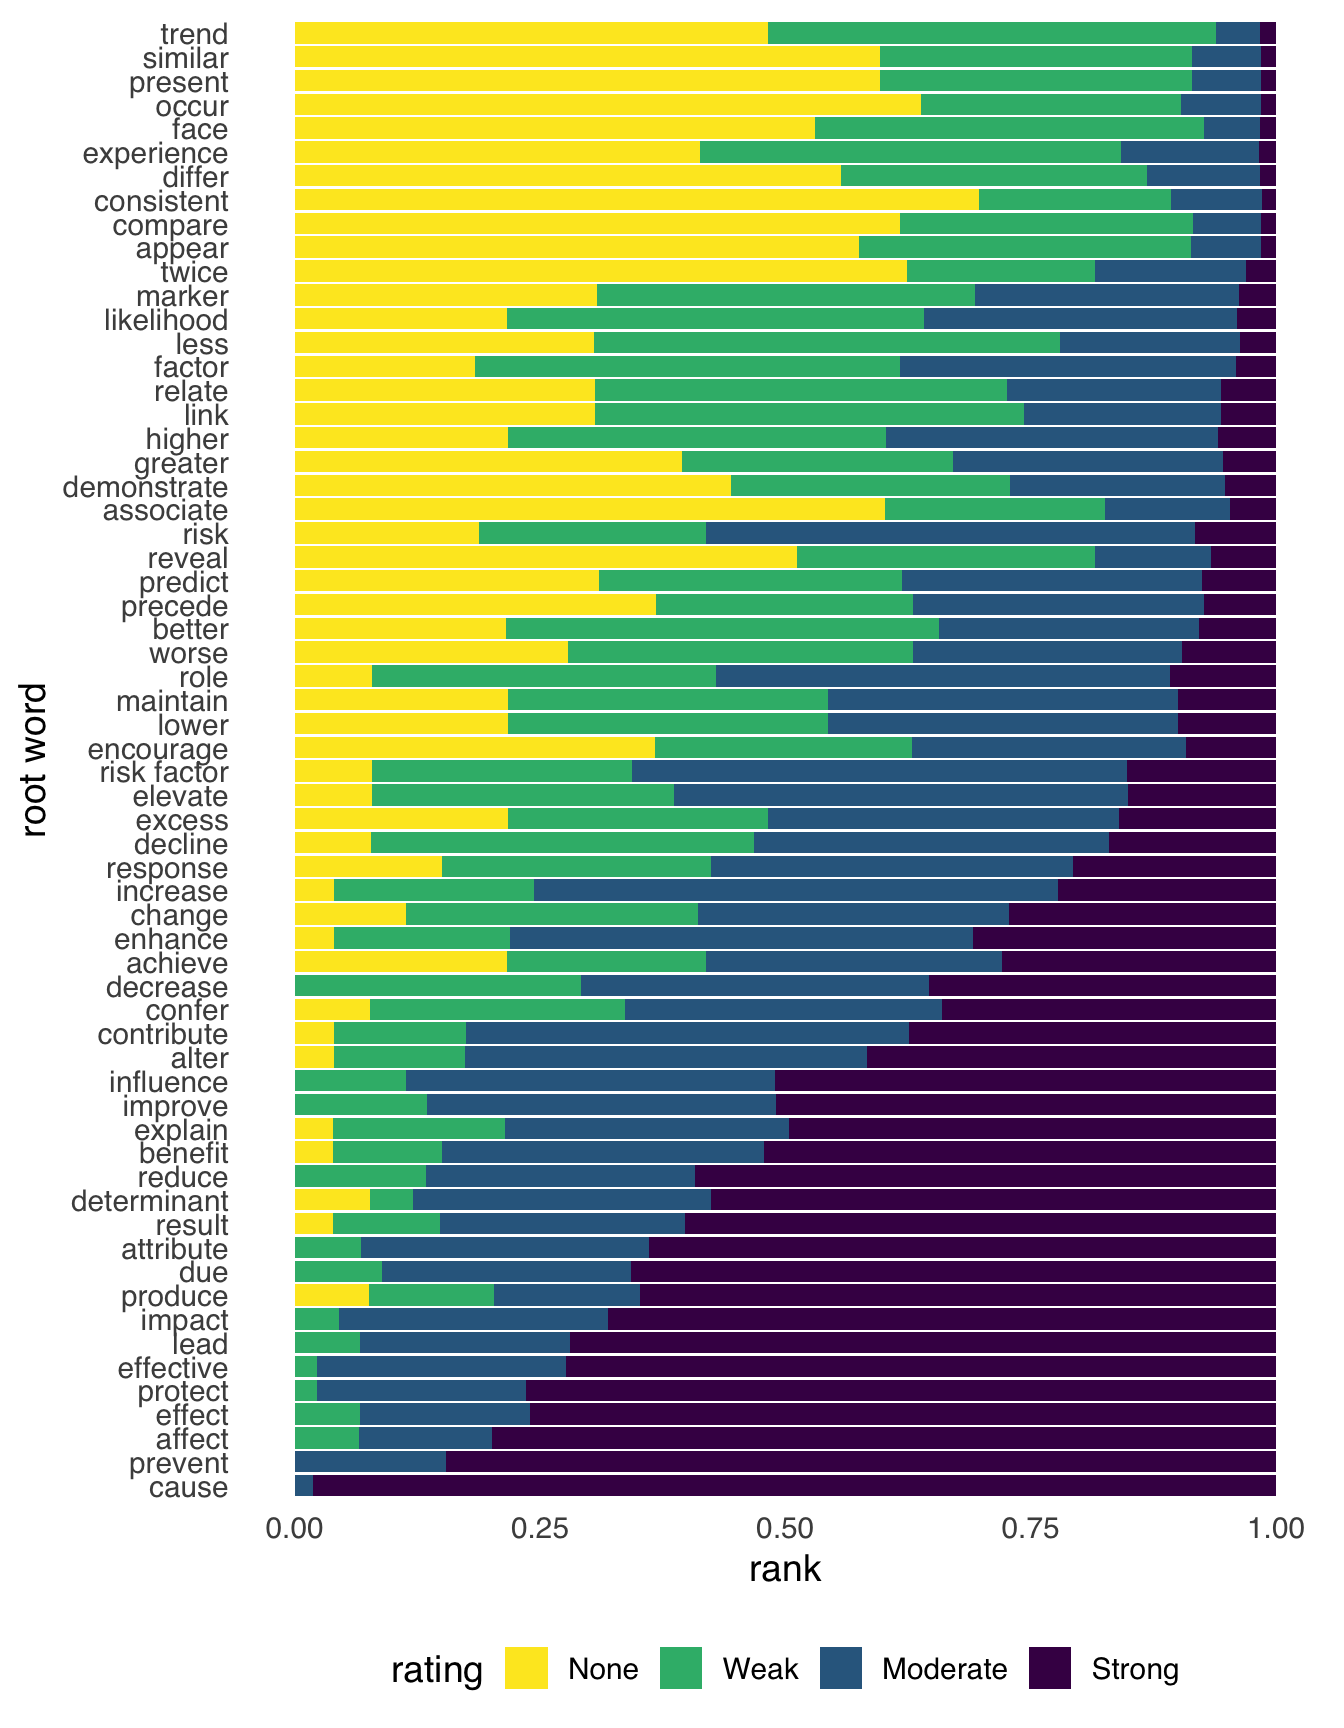 trend
similar
present
occur
face
experience
differ
consistent
compare
appear
twice
marker
likelihood
less
factor
relate
link
higher
greater
demonstrate
associate
risk
reveal
predict
precede
better
worse
role
maintain
lower
encourage
risk factor
elevate
excess
decline
response
increase
change
enhance
achieve
decrease
confer
contribute
alter
influence
improve
explain
benefit
reduce
determinant
result
attribute
due
produce
impact
lead
effective
protect
effect
affect
prevent
cause
root word
0.00 0.25 0.50 0.75 1.00
rank
rating None Weak Moderate Strong